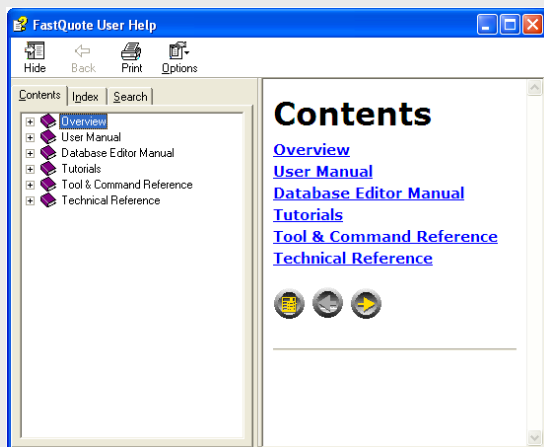 FastQuote User Help
Hide Back Print Options
Contents Index Search
Overview
User Manual
Database Editor Manual
Tutorials
Tool & Command Reference
Technical Reference
Contents
Overview
User Manual
Database Editor Manual
Tutorials
Tool & Command Reference
Technical Reference